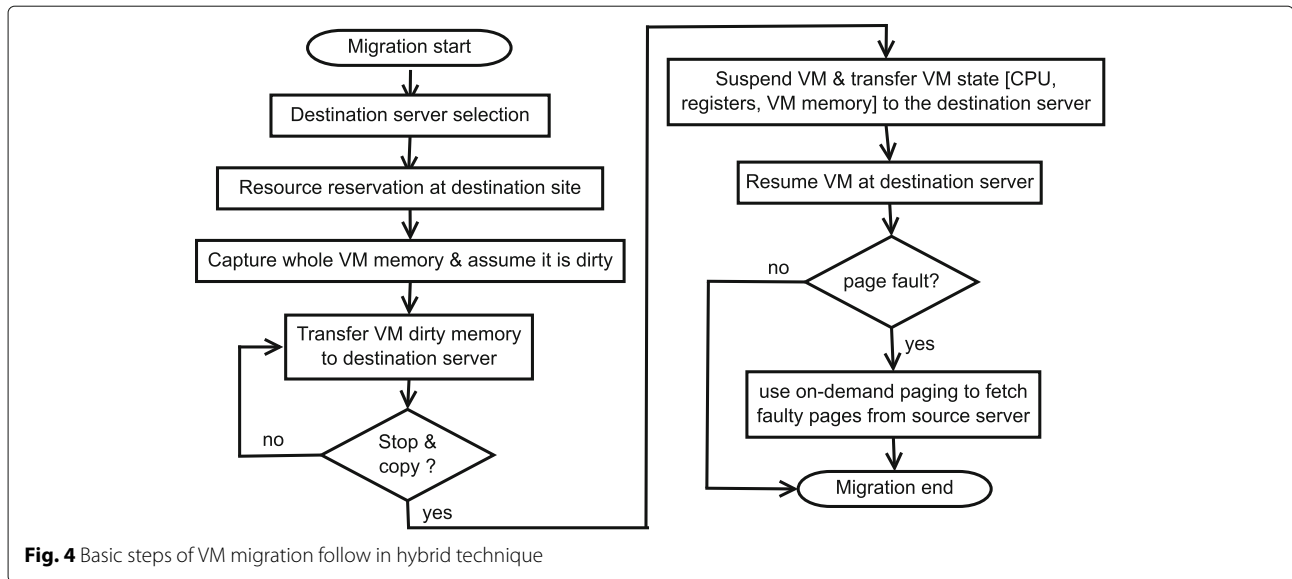 Migration start
Destination server selection
Resource reservation at destination site
Capture whole VM memory & assume it is dirty
Transfer VM dirty memory
to destination server
no
Stop &
copy ?
yes
Suspend VM & transfer VM state [CPU,
registers, VM memory] to the destination server
Resume VM at destination server
no
page fault?
yes
use on-demand paging to fetch
faulty pages from source server
Migration end
Fig. 4 Basic steps of VM migration follow in hybrid technique